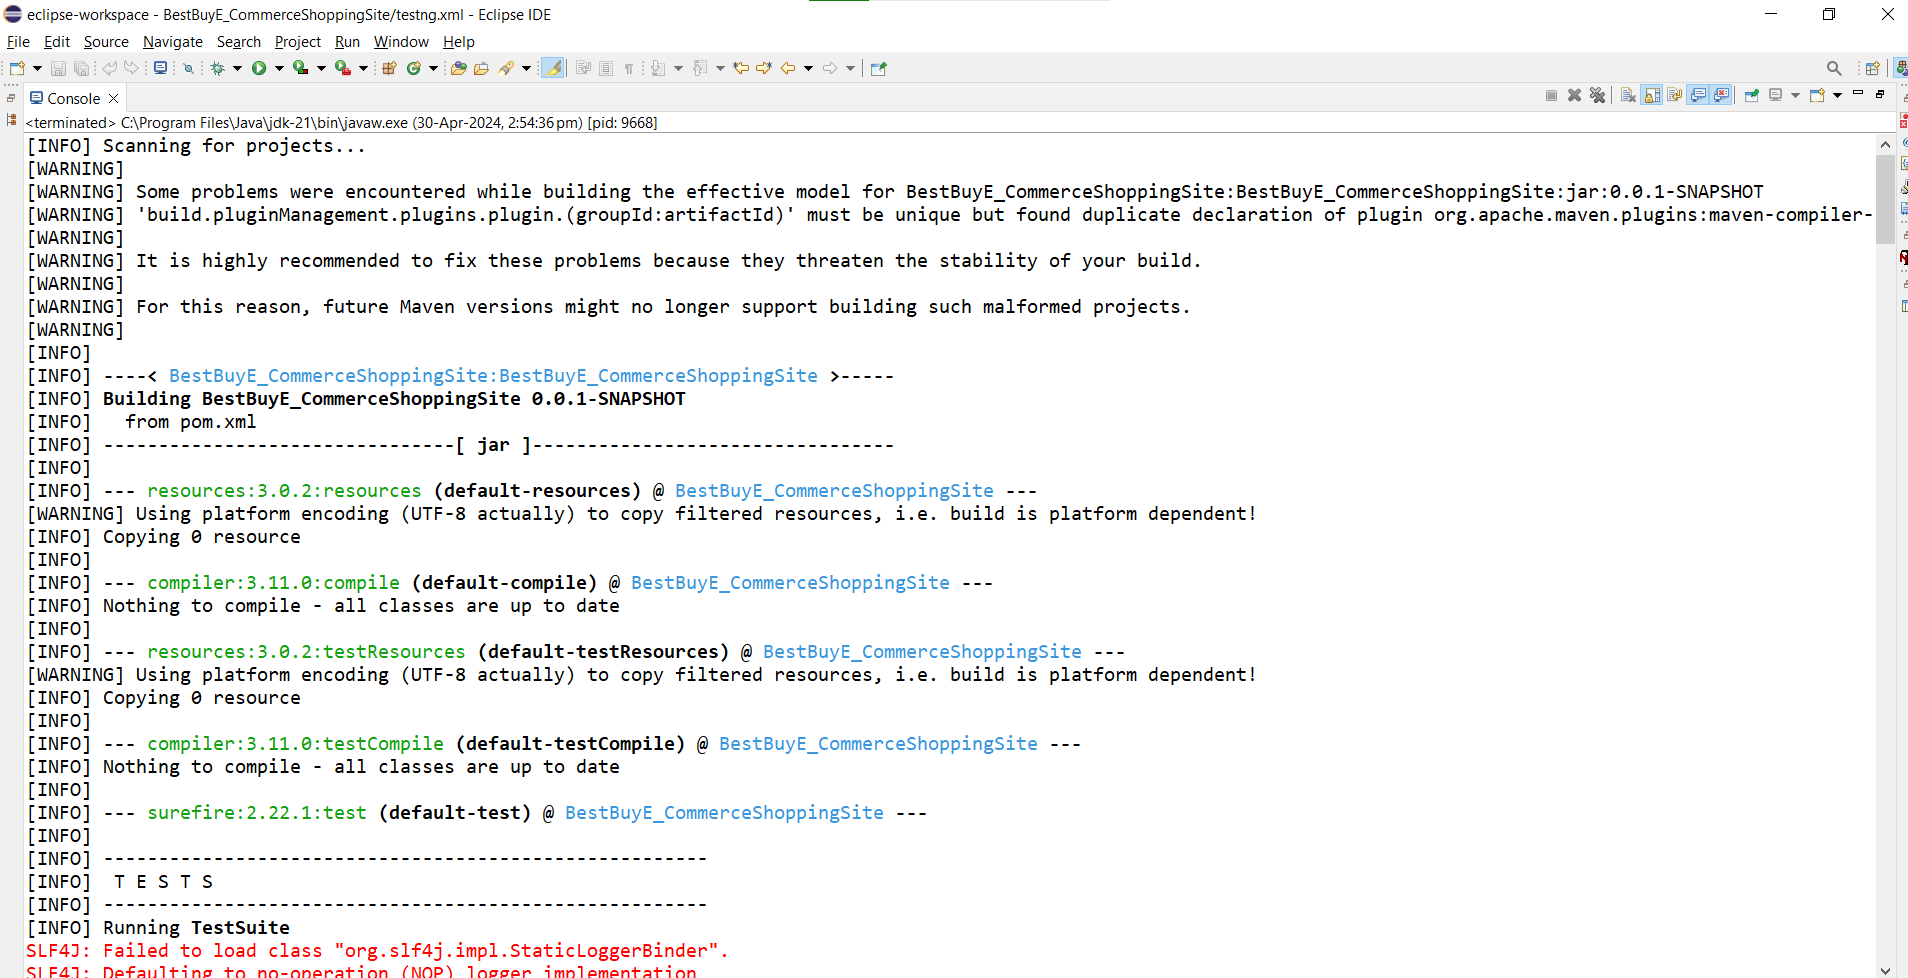 eclipse-workspace - BestBuyE_CommerceShoppingSite/testng.xml - Eclipse IDE
File Edit Source Navigate Search Project Run Window Help
Console
<terminated> C:\Program Files\Java\jdk-21\bin\javaw.exe (30-Apr-2024, 2:54:36 pm) [pid: 9668]
[INFO] Scanning for projects...
[WARNING]
[WARNING] Some problems were encountered while building the effective model for BestBuyE_CommerceShoppingSite:BestBuyE_CommerceShoppingSite:jar:0.0.1-SNAPSHOT
[WARNING] 'build.pluginManagement.plugins.plugin.(groupId:artifactId)' must be unique but found duplicate declaration of plugin org.apache.maven.plugins:maven-compiler-
[WARNING]
[WARNING] It is highly recommended to fix these problems because they threaten the stability of your build.
[WARNING]
[WARNING] For this reason, future Maven versions might no longer support building such malformed projects.
[WARNING]
[INFO]
[INFO] ----< BestBuyE_CommerceShoppingSite:BestBuyE_CommerceShoppingSite >-----
[INFO] Building BestBuyE_CommerceShoppingSite 0.0.1-SNAPSHOT
[INFO]   from pom.xml
[INFO] --------------------------------[ jar ]---------------------------------
[INFO]
[INFO] --- resources:3.0.2:resources (default-resources) @ BestBuyE_CommerceShoppingSite ---
[WARNING] Using platform encoding (UTF-8 actually) to copy filtered resources, i.e. build is platform dependent!
[INFO] Copying 0 resource
[INFO]
[INFO] --- compiler:3.11.0:compile (default-compile) @ BestBuyE_CommerceShoppingSite ---
[INFO] Nothing to compile - all classes are up to date
[INFO]
[INFO] --- resources:3.0.2:testResources (default-testResources) @ BestBuyE_CommerceShoppingSite ---
[WARNING] Using platform encoding (UTF-8 actually) to copy filtered resources, i.e. build is platform dependent!
[INFO] Copying 0 resource
[INFO]
[INFO] --- compiler:3.11.0:testCompile (default-testCompile) @ BestBuyE_CommerceShoppingSite ---
[INFO] Nothing to compile - all classes are up to date
[INFO]
[INFO] --- surefire:2.22.1:test (default-test) @ BestBuyE_CommerceShoppingSite ---
[INFO]
[INFO] -------------------------------------------------------
[INFO]  T E S T S
[INFO] -------------------------------------------------------
[INFO] Running TestSuite
SLF4J: Failed to load class "org.slf4j.impl.StaticLoggerBinder".
SLF4J: Defaulting to no-operation (NOP) logger implementation